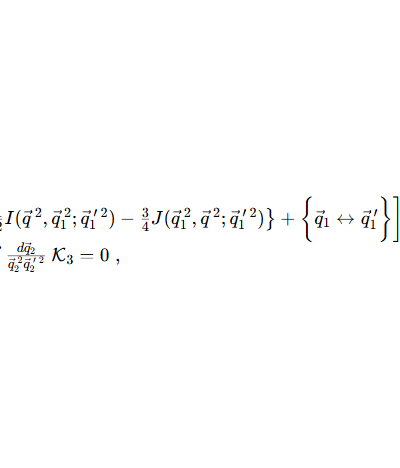 I(\vec{q}^{\,2}, \vec{q}_1^{\,2}; \vec{q}_1^{\,\prime\,2}) - \frac{3}{4} J(\vec{q}_1^{\,2}, \vec{q}^{\,2}; \vec{q}_1^{\,\prime\,2}) \} + \left\{ \vec{q}_1 \leftrightarrow \vec{q}_1^{\,\prime} \right\} \Big]
\frac{d\vec{q}_2}{\vec{q}_2^{\,2} \vec{q}_2^{\,\prime\,2}} \mathcal{K}_3 = 0 ,